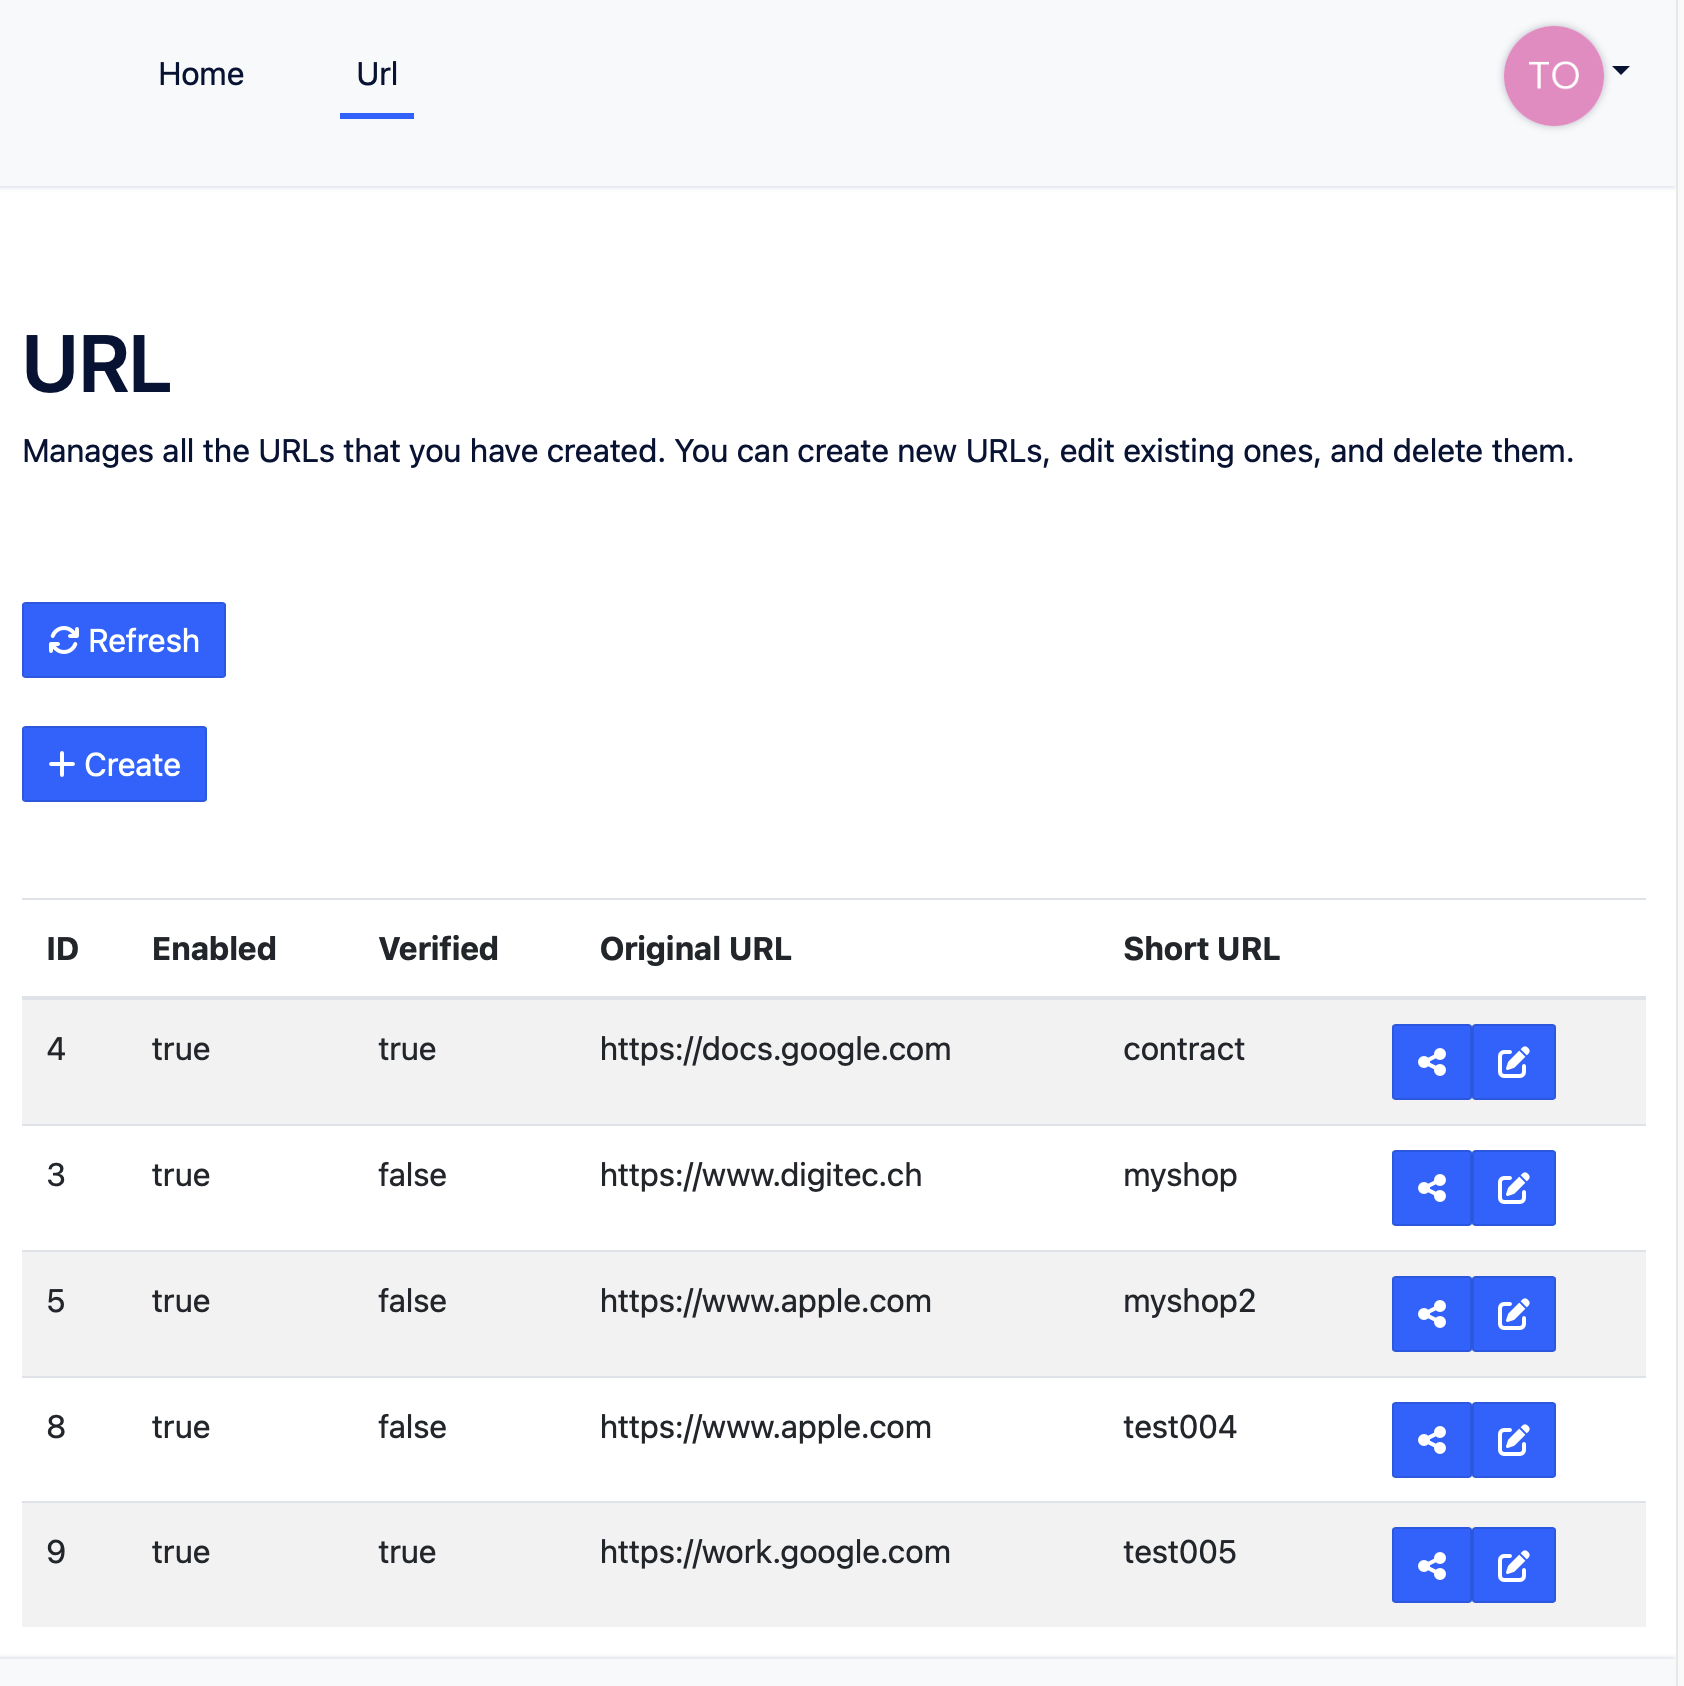 Home Url TO
URL
Manages all the URLs that you have created. You can create new URLs, edit existing ones, and delete them.
Refresh
Create
ID Enabled Verified Original URL Short URL
4 true true https://docs.google.com contract
3 true false https://www.digitec.ch myshop
5 true false https://www.apple.com myshop2
8 true false https://www.apple.com test004
9 true true https://work.google.com test005